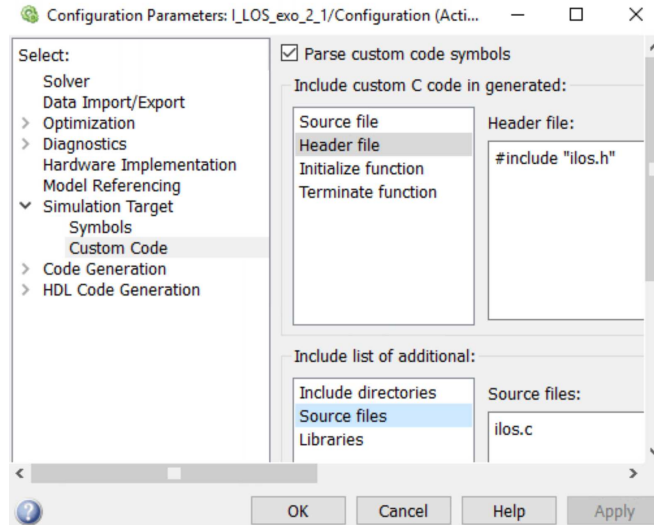 Configuration Parameters: I_LOS_exo_2_1/Configuration (Acti...
Select:
Solver
Data Import/Export
Optimization
Diagnostics
Hardware Implementation
Model Referencing
Simulation Target
Symbols
Custom Code
Code Generation
HDL Code Generation
Parse custom code symbols
Include custom C code in generated:
Source file
Header file
Initialize function
Terminate function
Header file:
#include "ilos.h"
Include list of additional:
Include directories
Source files
Libraries
Source files:
ilos.c
OK
Cancel
Help
Apply